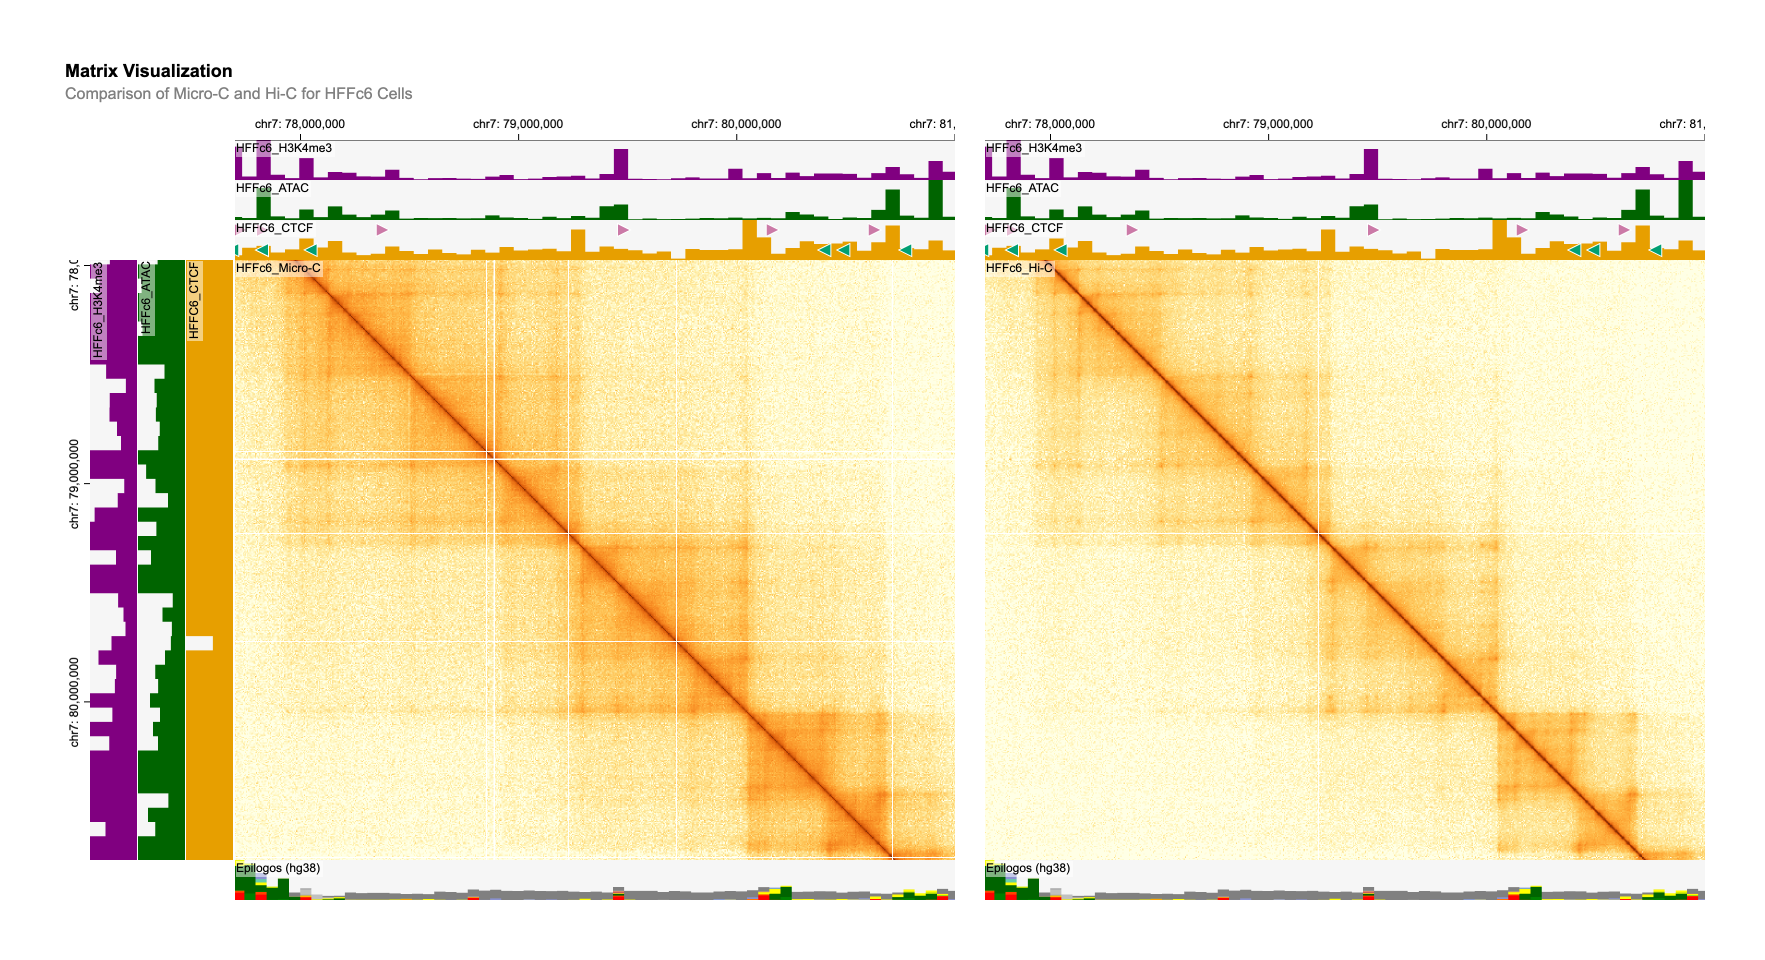 Matrix Visualization
Comparison of Micro-C and Hi-C for HFFc6 Cells
chr7: 78,000,000
chr7: 79,000,000
chr7: 80,000,000
chr7: 81,
chr7: 78,000,000
chr7: 79,000,000
chr7: 80,000,000
chr7: 81,
HFFc6_H3K4me3
HFFc6_H3K4me3
HFFc6_ATAC
HFFc6_ATAC
HFFC6_CTCF
HFFC6_CTCF
chr7: 78,(
chr7: 79,000,000
chr7: 80,000,000
HFFc6_H3K4me3
HFFc6_ATAC
HFFC6_CTCF
HFFc6_Micro-C
HFFc6_Hi-C
Epilogos (hg38)
Epilogos (hg38)